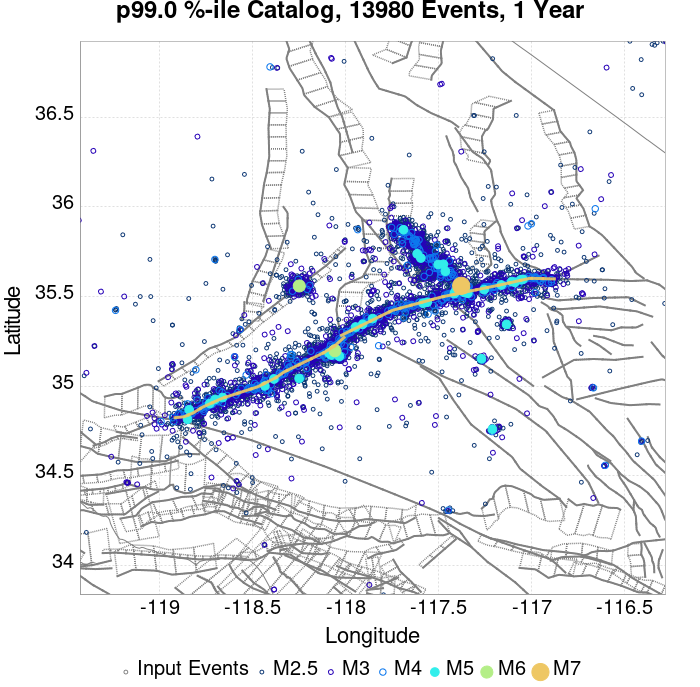 p99.0 %-ile Catalog, 13980 Events, 1 Year
36.5
36
35.5
35
34.5
34
Latitude
-119 -118.5 -118 -117.5 -117 -116.5
Longitude
Input Events M2.5 M3 M4 M5 M6 M7